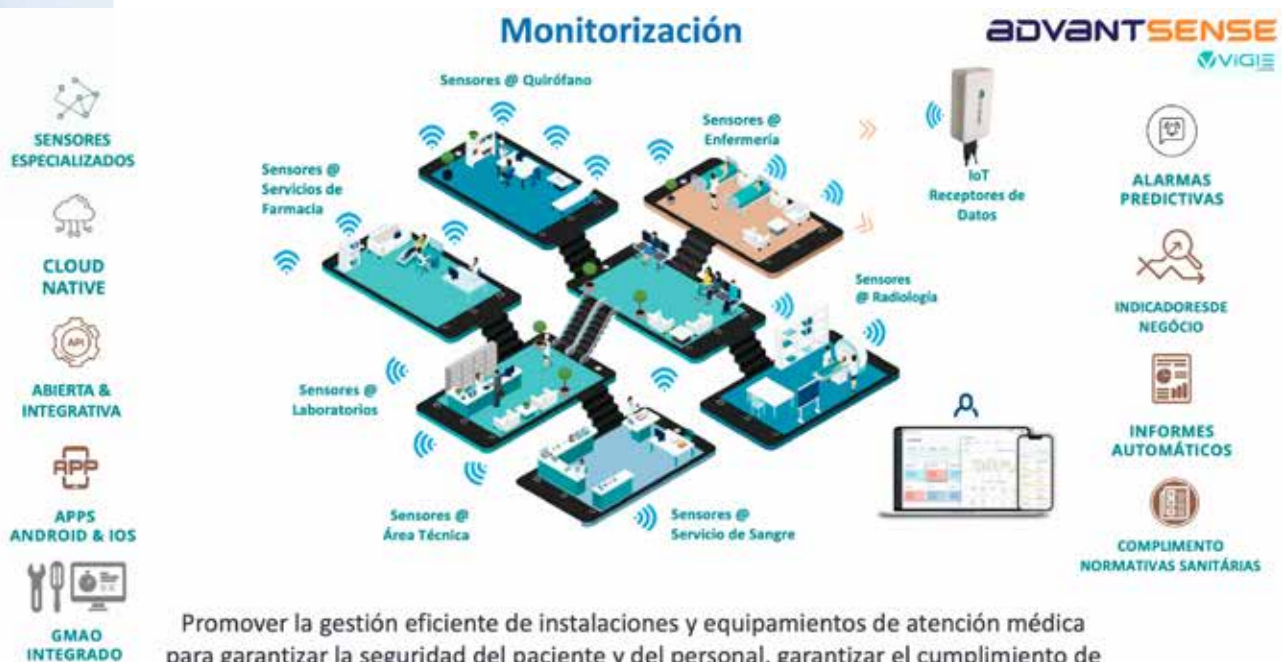 Monitorización
ADVANTSENSE
VIGIE
SENSORES
ESPECIALIZADOS
CLOUD
NATIVE
API
ABIERTA &
INTEGRATIVA
APP
APPS
ANDROID & IOS
GMAO
INTEGRADO
Sensores @ Quirófano
Sensores @
Enfermería
Sensores @
Servicios de
Farmacia
Sensores
@ Radiología
Sensores @
Laboratorios
Sensores @
Área Técnica
Sensores @
Servicio de Sangre
IoT
Receptores de
Datos
ALARMAS
PREDICTIVAS
INDICADORESDE
NEGÓCIO
INFORMES
AUTOMÁTICOS
COMPLIMENTO
NORMATIVAS SANITÁRIAS
Promover la gestión eficiente de instalaciones y equipamientos de atención médica
para garantizar la seguridad del paciente y del personal, garantizar el cumplimiento de